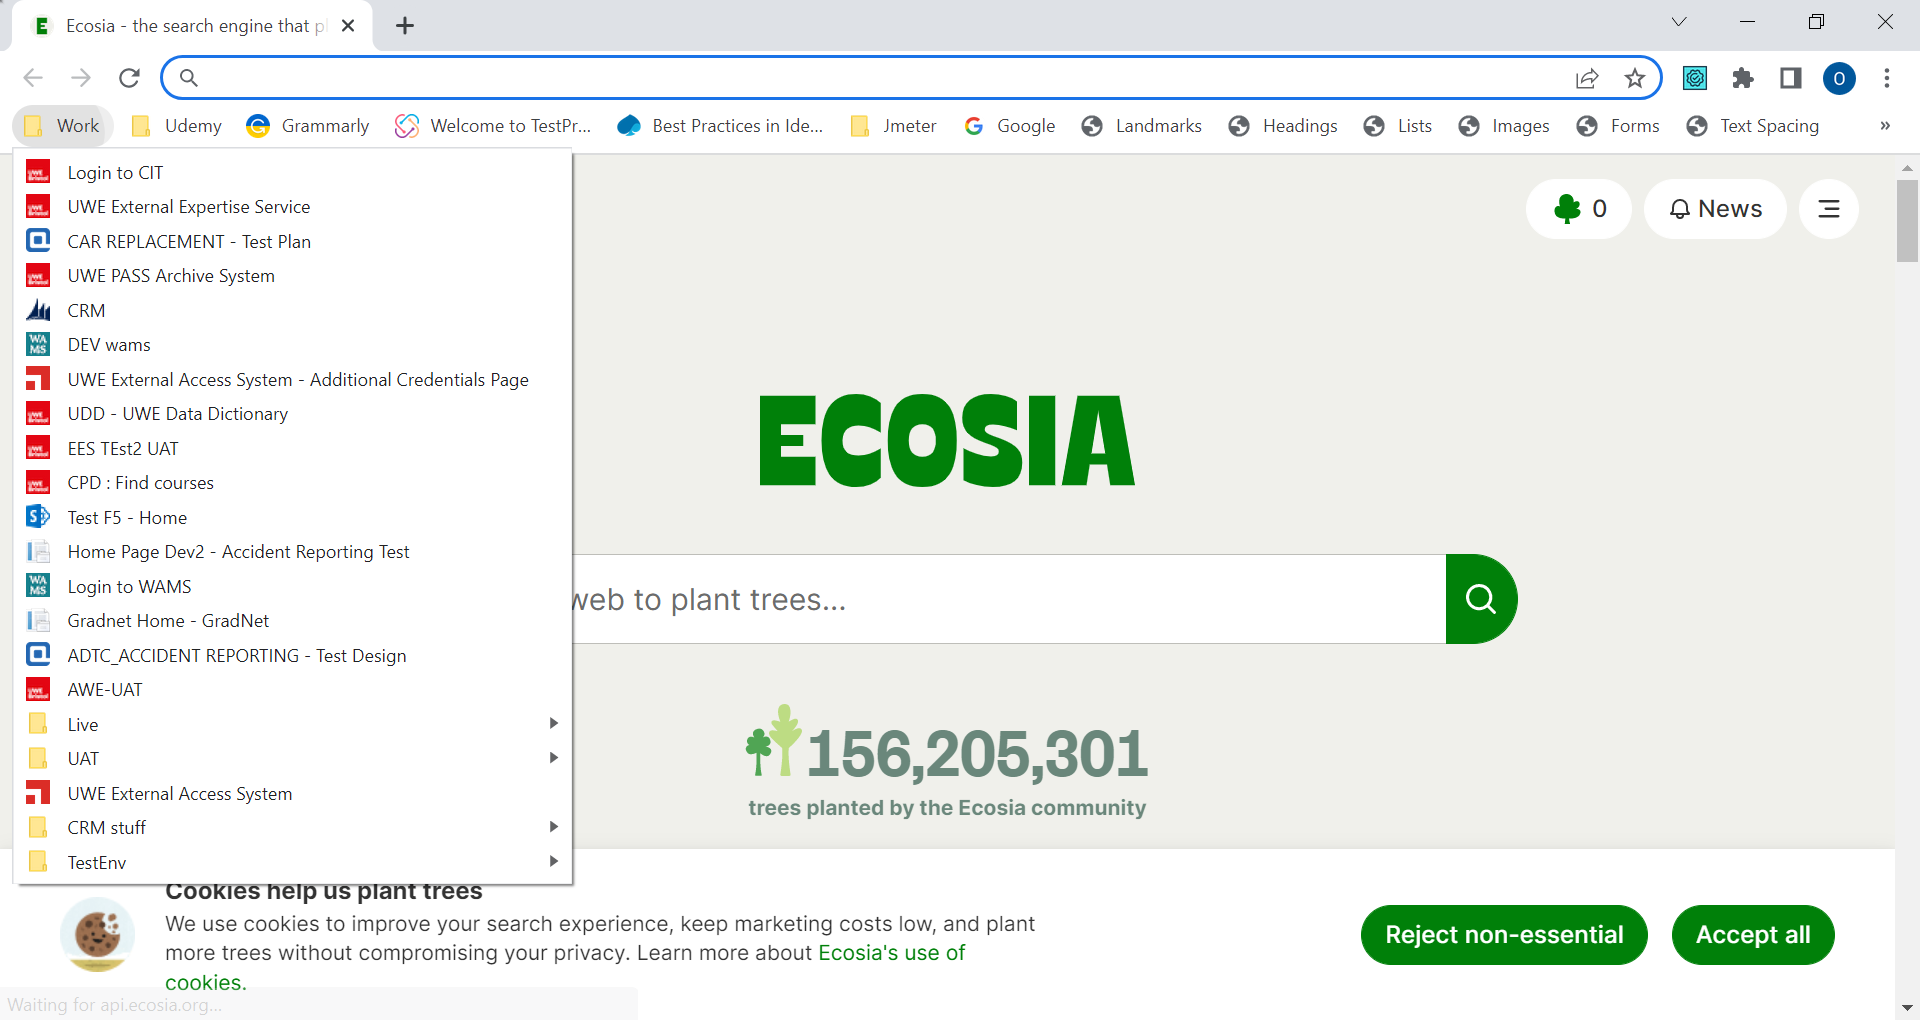 Ecosia - the search engine that pl
O
Work
Udemy
Grammarly
Welcome to TestPr...
Best Practices in Ide...
Jmeter
Google
Landmarks
Headings
Lists
Images
Forms
Text Spacing
»
Login to CIT
UWE External Expertise Service
CAR REPLACEMENT - Test Plan
UWE PASS Archive System
CRM
DEV wams
UWE External Access System - Additional Credentials Page
UDD - UWE Data Dictionary
EES TEst2 UAT
CPD : Find courses
Test F5 - Home
Home Page Dev2 - Accident Reporting Test
Login to WAMS
Gradnet Home - GradNet
ADTC_ACCIDENT REPORTING - Test Design
AWE-UAT
Live
UAT
UWE External Access System
CRM stuff
TestEnv
0
News
ECOSIA
web to plant trees...
156,205,301
trees planted by the Ecosia community
Cookies help us plant trees
We use cookies to improve your search experience, keep marketing costs low, and plant
more trees without compromising your privacy. Learn more about Ecosia's use of
cookies.
Reject non-essential
Accept all
Waiting for api.ecosia.org...